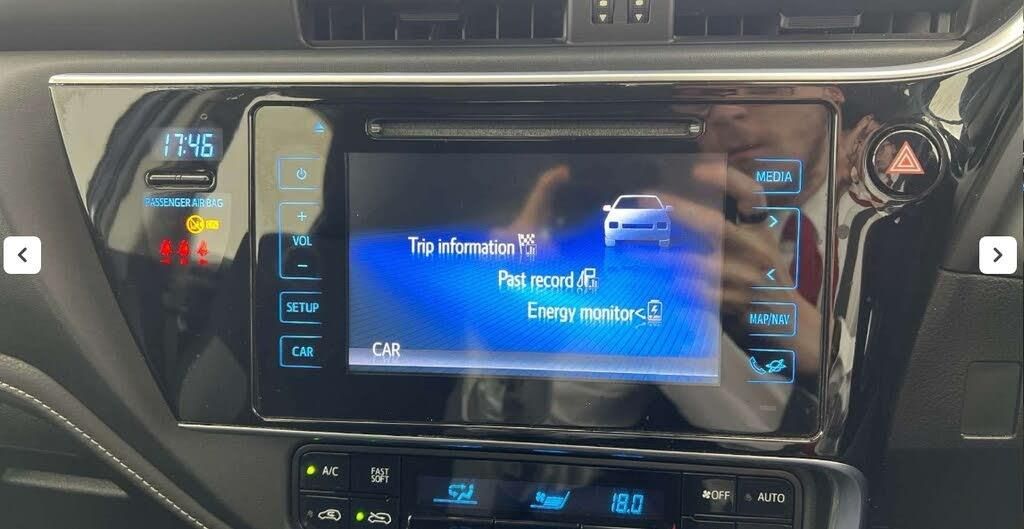 17:46
PASSENGER AIR BAG
VOL
SETUP
CAR
Trip information
Past record
Energy monitor
CAR
MEDIA
MAP/NAV
A/C
FAST
SOFT
18.0
OFF
AUTO